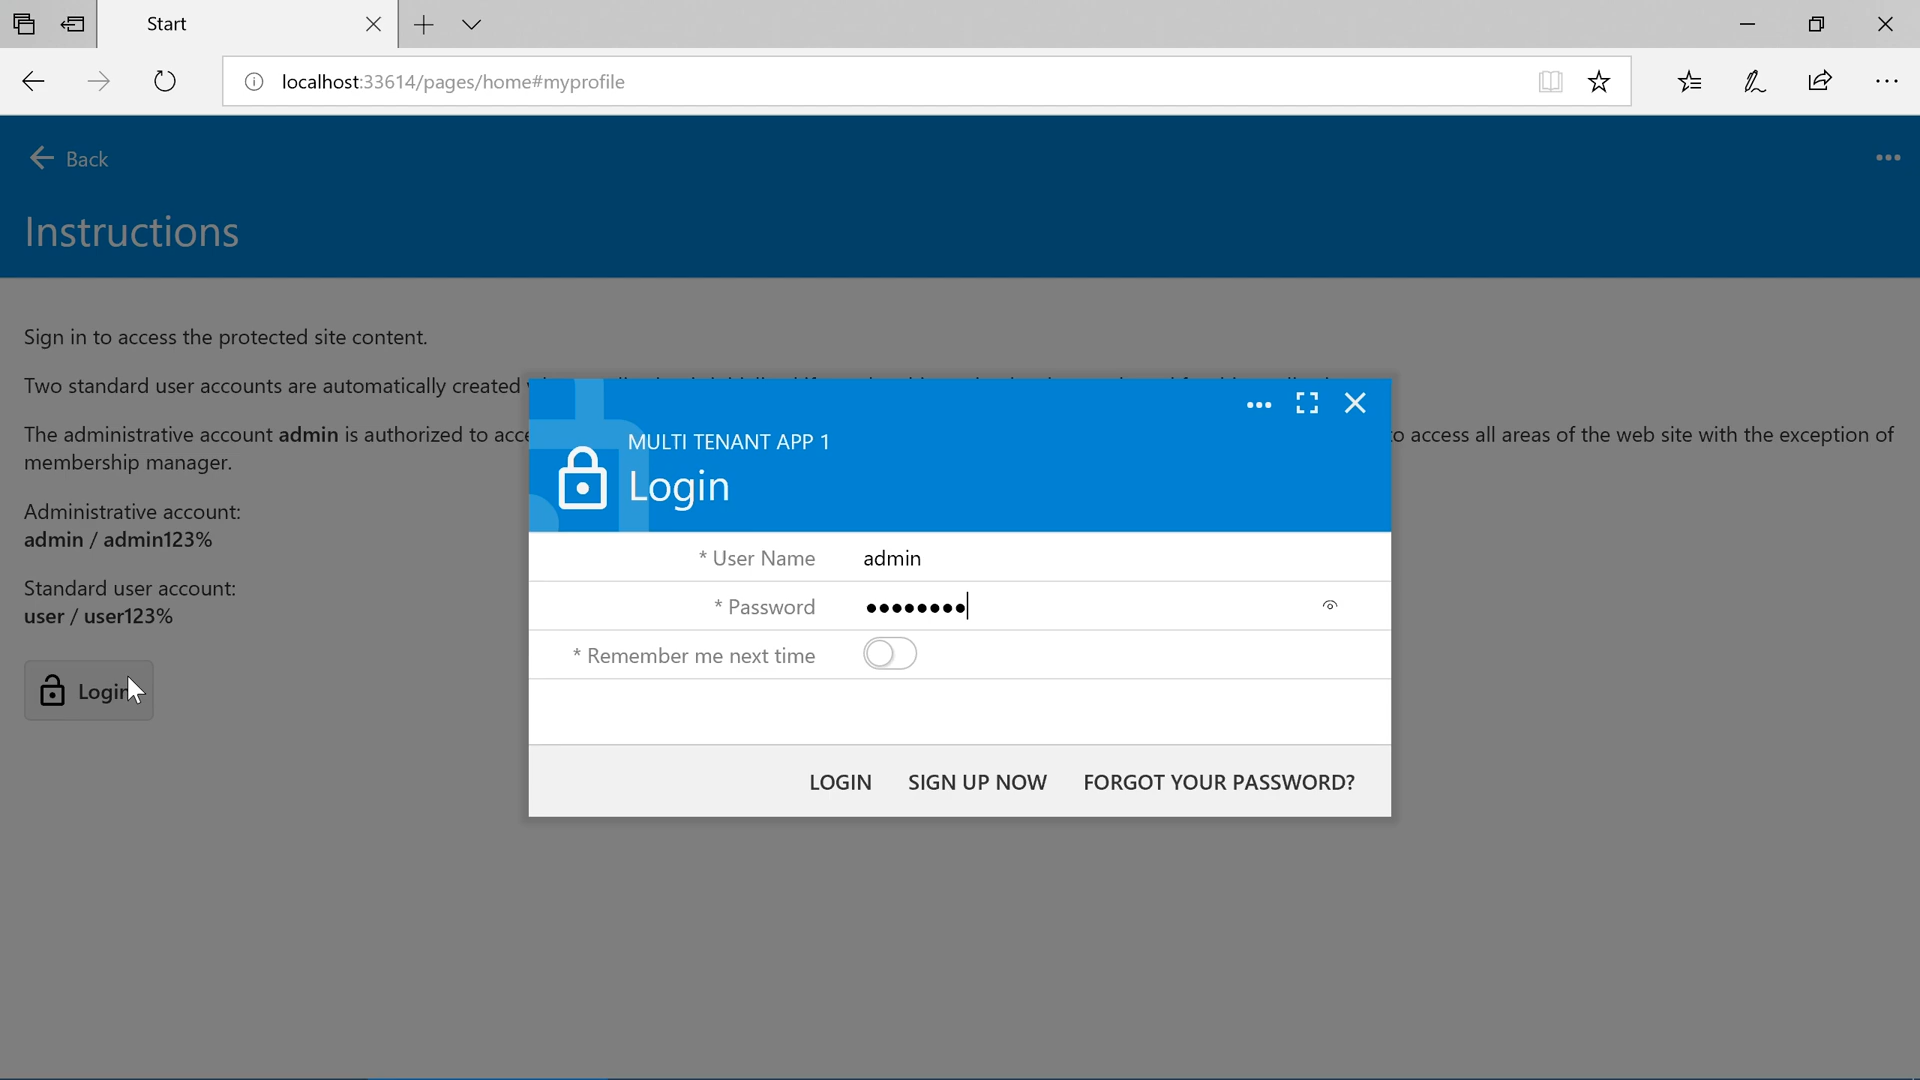 Start
localhost:33614/pages/home#myprofile
Back
Instructions
Sign in to access the protected site content.
Two standard user accounts are automatically created
The administrative account admin is authorized to acce
o access all areas of the web site with the exception of
membership manager.
Administrative account:
admin / admin123%
Standard user account:
user / user123%
Login
MULTI TENANT APP 1
Login
* User Name admin
* Password ••••••••
* Remember me next time
LOGIN SIGN UP NOW FORGOT YOUR PASSWORD?